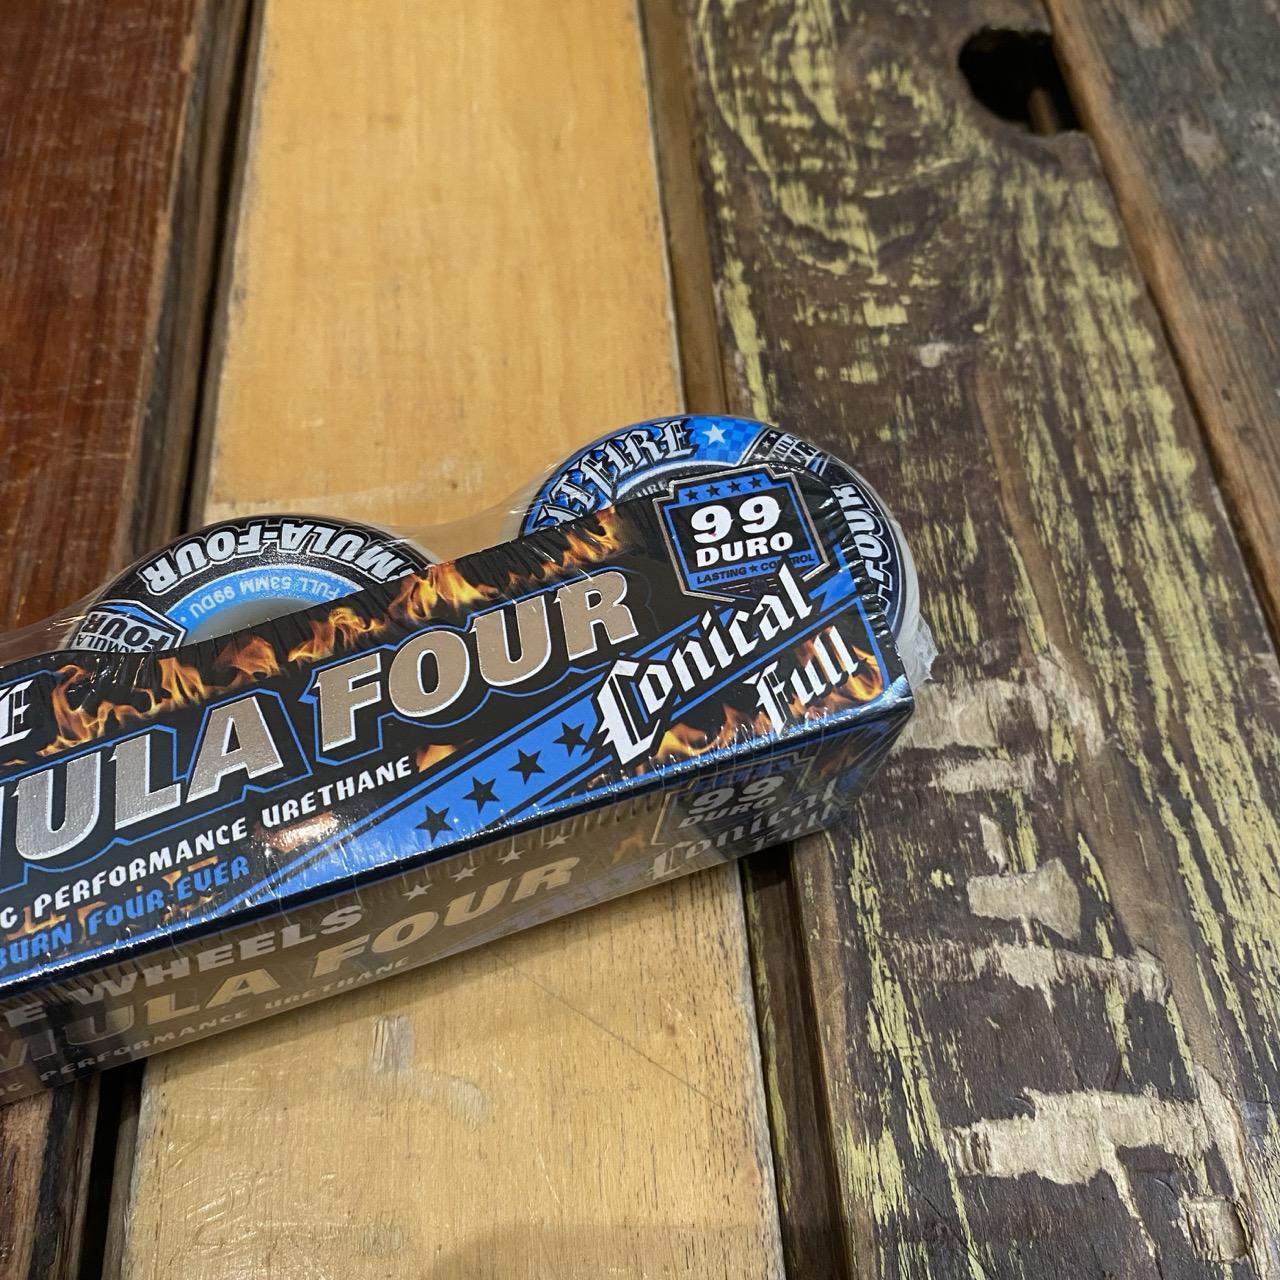 ITFIRE
MULA-FOUR
FULL 53MM 99DU
FOUR
99
DURO
LASTING ★ CONTROL
FOUR
E
MULA FOUR
Conical
Full
G PERFORMANCE URETHANE
BURN FOUR-EVER
99
DURO
Conical
Full
E WHEELS
MULA FOUR
G PERFORMANCE URETHANE